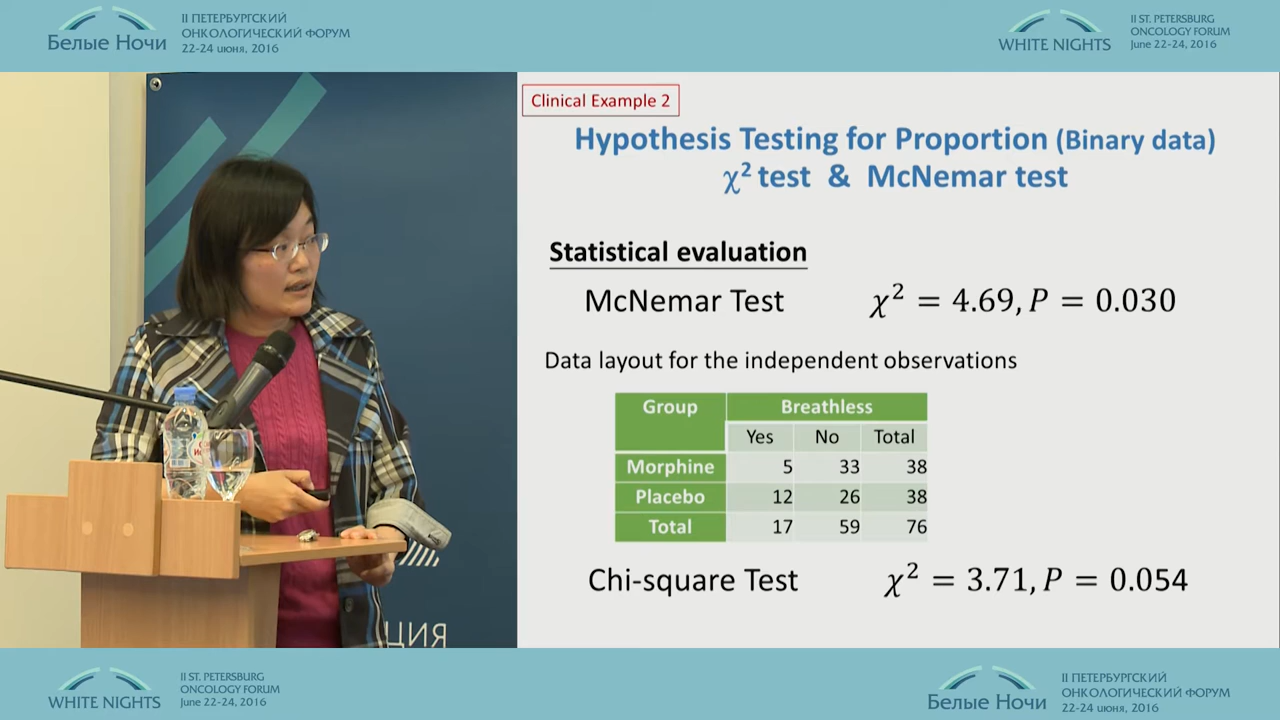 Белые Ночи
II ПЕТЕРБУРГСКИЙ
ОНКОЛОГИЧЕСКИЙ ФОРУМ
22-24 июня, 2016
WHITE NIGHTS
II ST. PETERSBURG
ONCOLOGY FORUM
June 22-24, 2016
Clinical Example 2
Hypothesis Testing for Proportion (Binary data)
χ² test & McNemar test
Statistical evaluation
McNemar Test χ² = 4.69, P = 0.030
Data layout for the independent observations
Group Breathless
Yes No Total
Morphine 5 33 38
Placebo 12 26 38
Total 17 59 76
Chi-square Test χ² = 3.71, P = 0.054
ЦИЯ
WHITE NIGHTS
II ST. PETERSBURG
ONCOLOGY FORUM
June 22-24, 2016
Белые Ночи
II ПЕТЕРБУРГСКИЙ
ОНКОЛОГИЧЕСКИЙ ФОРУМ
22-24 июня, 2016